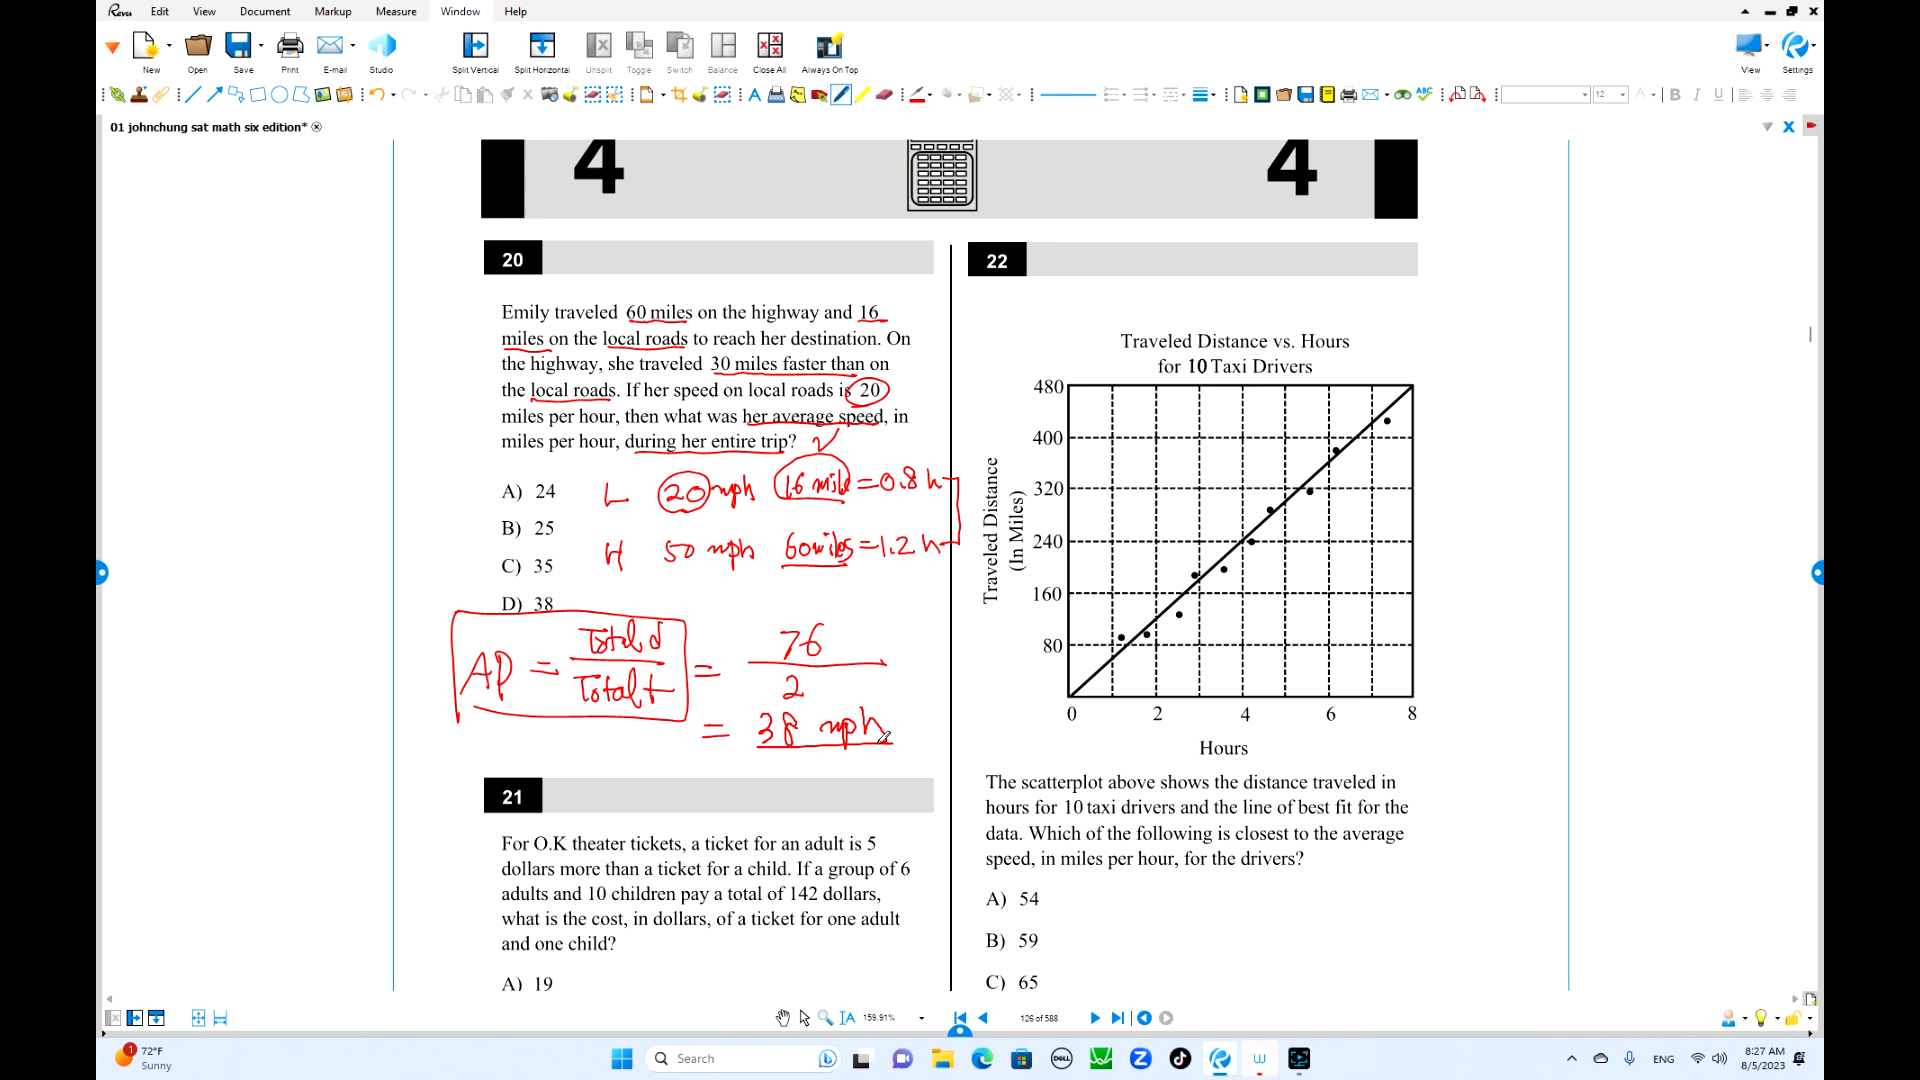 Revu Edit View Document Markup Measure Window Help
New Open Save Print E-mail Studio Split Vertical Split Horizontal Unsplit Toggle Switch Balance Close All Always On Top View Settings
12
01 johnchung sat math six edition*
4 4
20
Emily traveled 60 miles on the highway and 16
miles on the local roads to reach her destination. On
the highway, she traveled 30 miles faster than on
the local roads. If her speed on local roads is 20
miles per hour, then what was her average speed, in
miles per hour, during her entire trip?
A) 24
B) 25
C) 35
D) 38
L 20 mph 16 mile = 0.8 h
H 50 mph 60 miles = 1.2 h
AP = Total d / Total t = 76 / 2
= 38 mph
21
For O.K theater tickets, a ticket for an adult is 5
dollars more than a ticket for a child. If a group of 6
adults and 10 children pay a total of 142 dollars,
what is the cost, in dollars, of a ticket for one adult
and one child?
A) 19
22
Traveled Distance vs. Hours
for 10 Taxi Drivers
Traveled Distance
(In Miles)
480
400
320
240
160
80
0 2 4 6 8
Hours
The scatterplot above shows the distance traveled in
hours for 10 taxi drivers and the line of best fit for the
data. Which of the following is closest to the average
speed, in miles per hour, for the drivers?
A) 54
B) 59
C) 65
159.91% 126 of 588
1 72°F
Sunny
Search
DELL
ENG
8:27 AM
8/5/2023